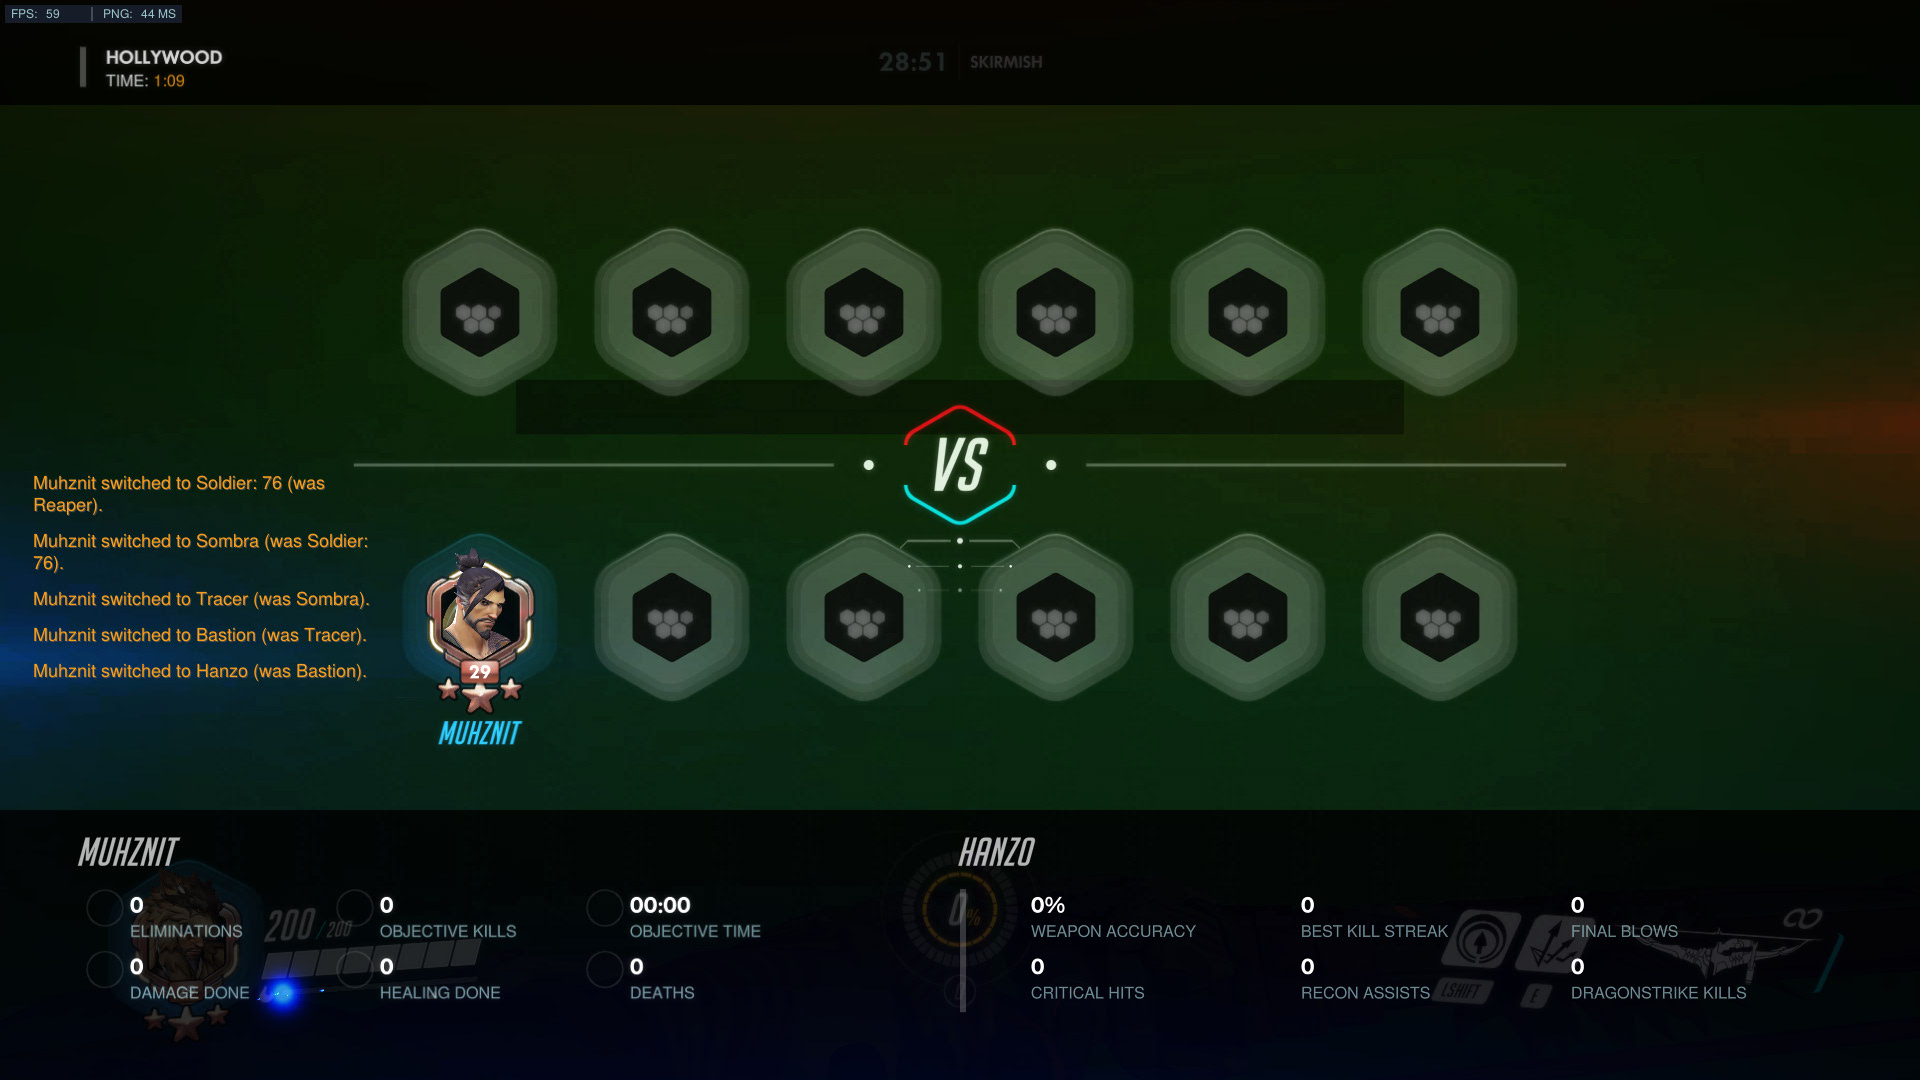 FPS: 59 | PNG: 44 MS
HOLLYWOOD
TIME: 1:09
28:51 | SKIRMISH
VS
Muhznit switched to Soldier: 76 (was
Reaper).
Muhznit switched to Sombra (was Soldier:
76).
Muhznit switched to Tracer (was Sombra).
Muhznit switched to Bastion (was Tracer).
Muhznit switched to Hanzo (was Bastion).
29
MUHZNIT
MUHZNIT
0
ELIMINATIONS
0
OBJECTIVE KILLS
00:00
OBJECTIVE TIME
0
DAMAGE DONE
0
HEALING DONE
0
DEATHS
200/200
0%
HANZO
0%
WEAPON ACCURACY
0
BEST KILL STREAK
0
FINAL BLOWS
0
CRITICAL HITS
0
RECON ASSISTS
0
DRAGONSTRIKE KILLS
LSHIFT
E